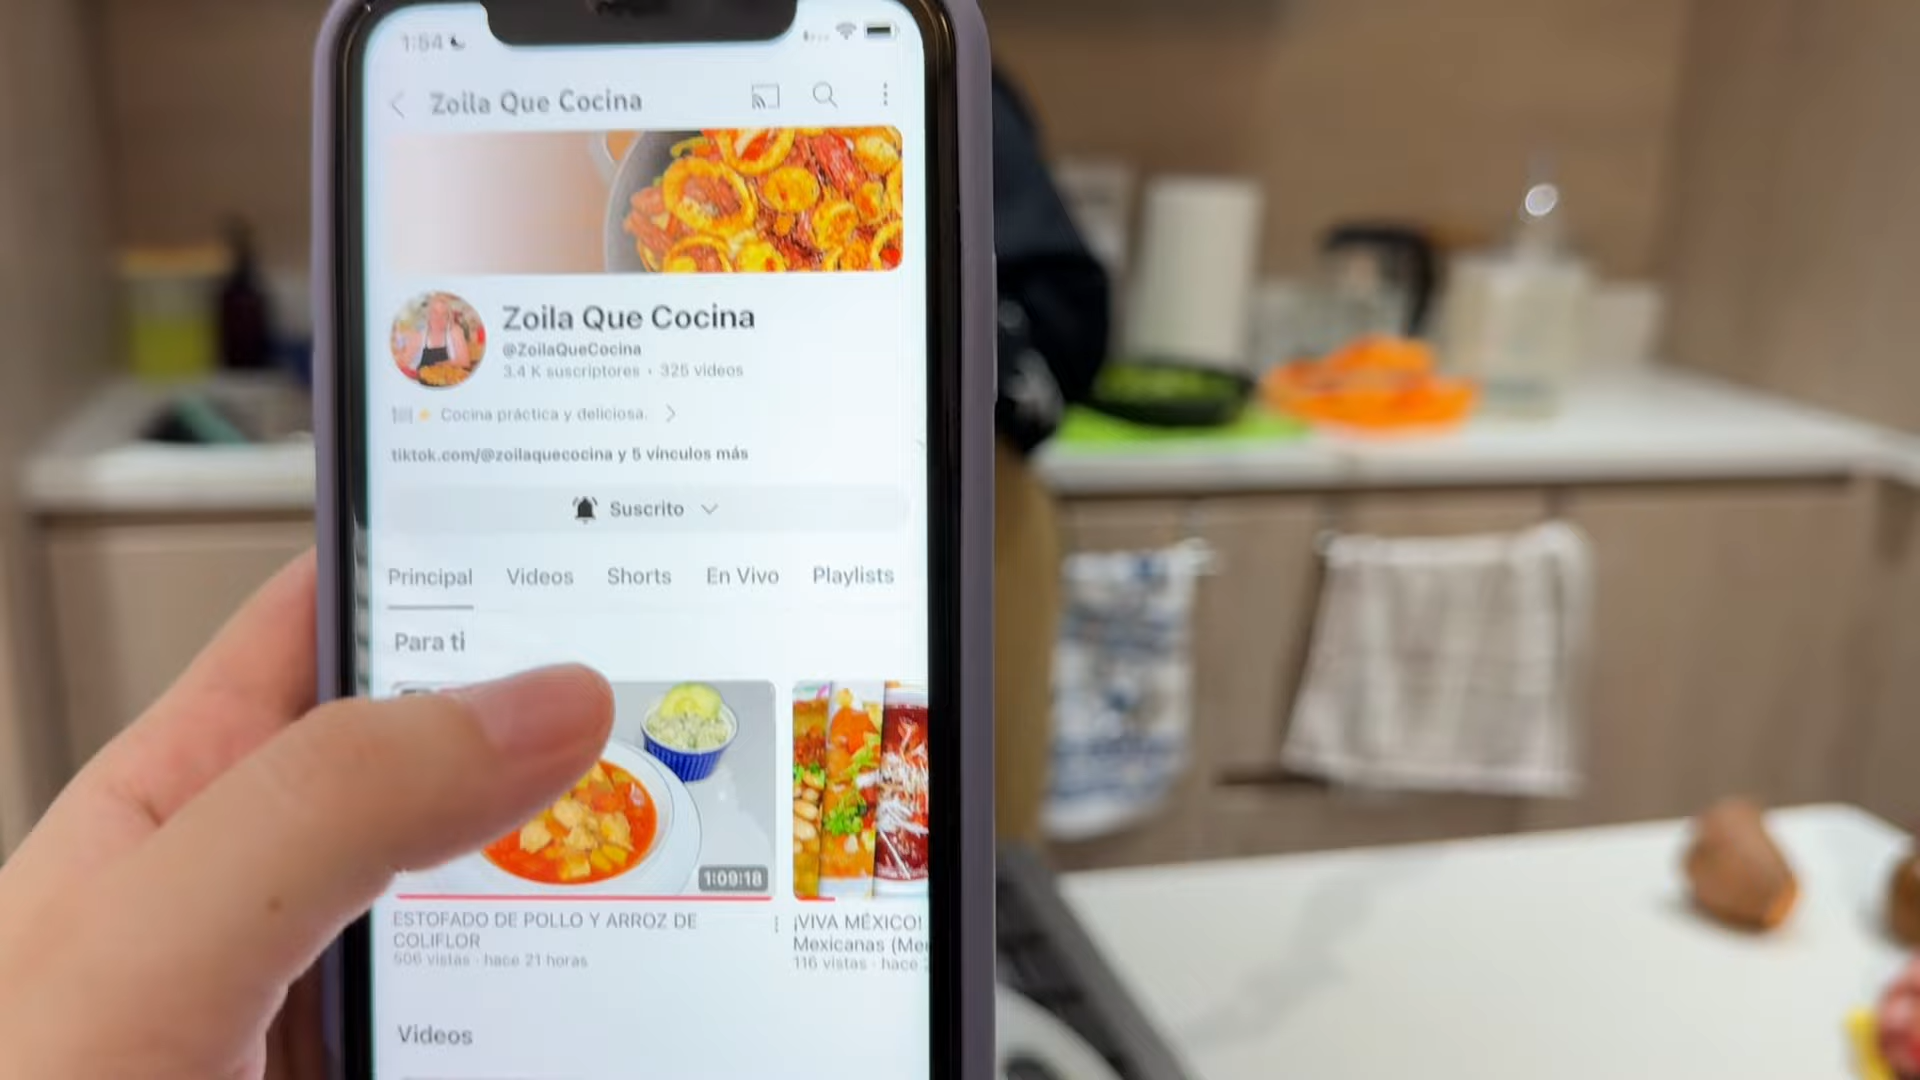 1:54
Zoila Que Cocina
Zoila Que Cocina
@ZoilaQueCocina
3.4 K suscriptores • 325 videos
Cocina práctica y deliciosa.
tiktok.com/@zoilaquecocina y 5 vínculos más
Suscrito
Principal Videos Shorts En Vivo Playlists
Para ti
1:09:18
ESTOFADO DE POLLO Y ARROZ DE
COLIFLOR
506 vistas · hace 21 horas
¡VIVA MÉXICO!
Mexicanas
116 vistas · hace
Videos